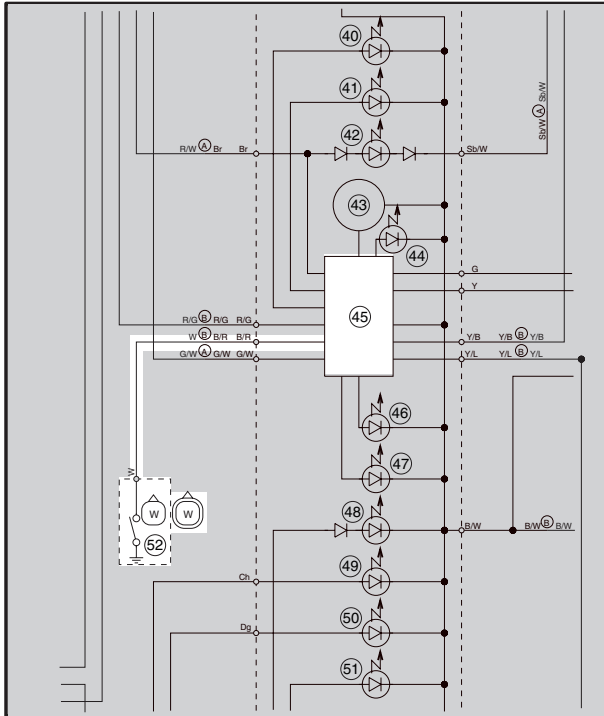 40
41
Sb/W A Sb/W
42
R/W A Br Br Sb/W
43
44
G
Y
45
R/G B R/G R/G
W B B/R B/R Y/B Y/B B Y/B
G/W A G/W G/W Y/L Y/L B Y/L
46
47
W
W W
52
48
B/W B/W B B/W
Ch 49
Dg 50
51